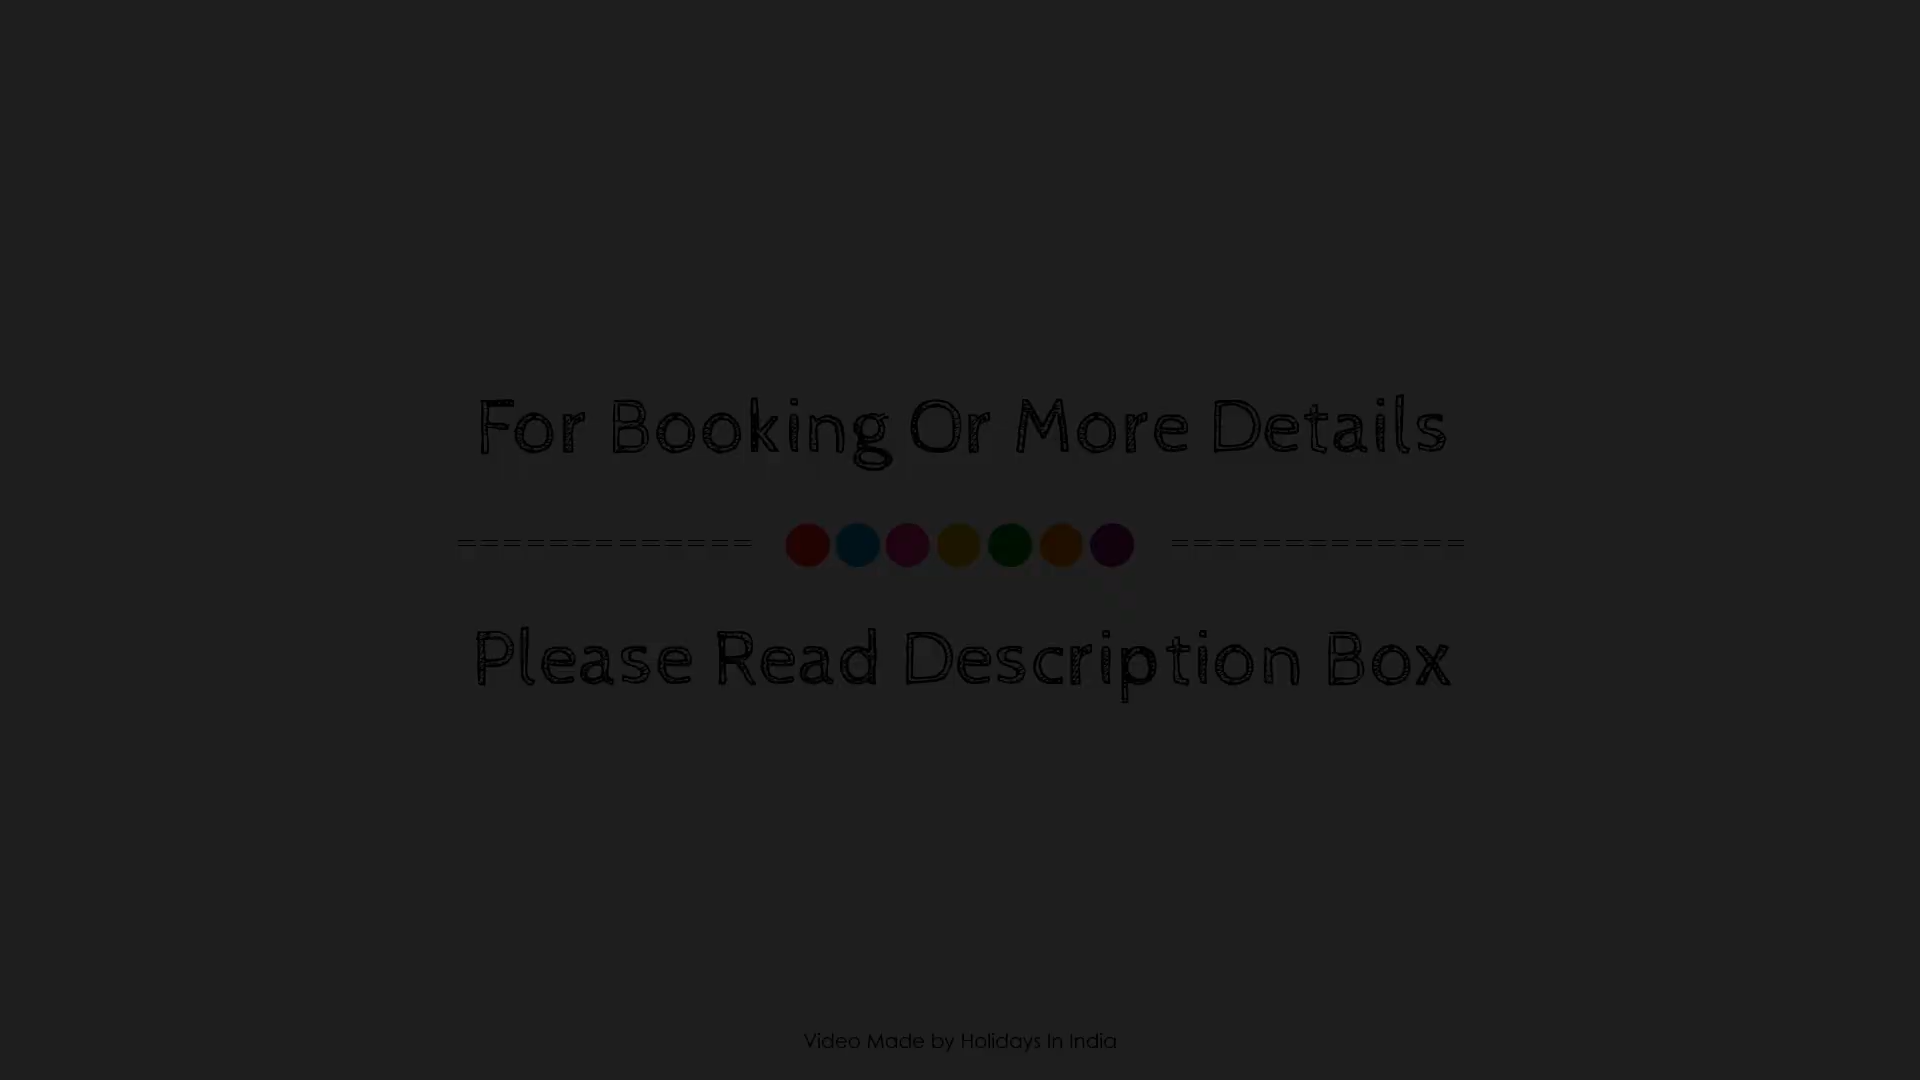 For Booking Or More Details
============= =============
Please Read Description Box
Video Made by Holidays In India